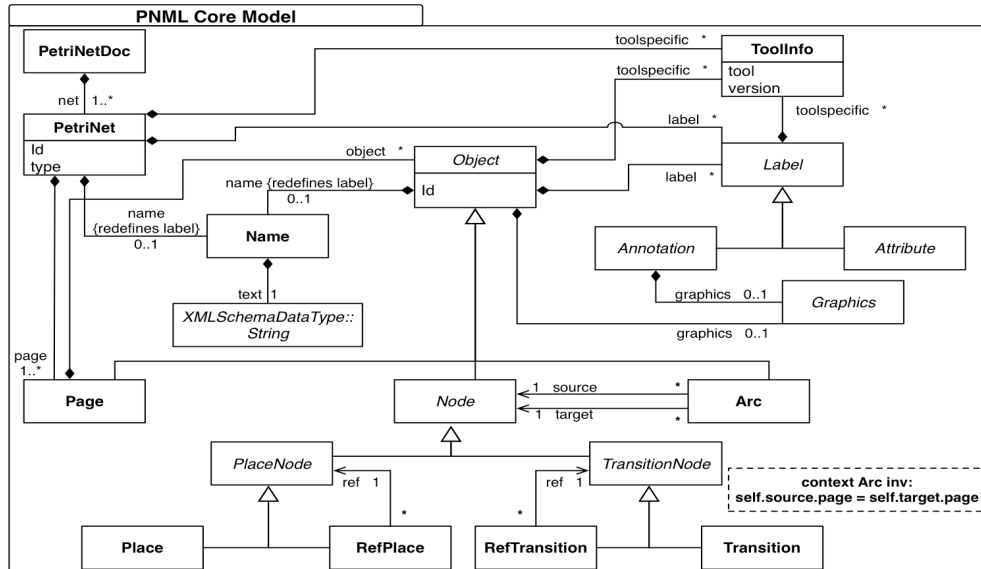 PNML Core Model
PetriNetDoc
net 1..*
toolspecific *
toolspecific *
ToolInfo
tool
version
toolspecific *
PetriNet
Id
type
label *
object *
Object
Id
label *
Label
name {redefines label}
0..1
name
{redefines label}
0..1
Name
Annotation
Attribute
text 1
XMLSchemaDataType::
String
graphics 0..1
Graphics
graphics 0..1
page
1..*
Page
Node
1 source *
1 target *
Arc
PlaceNode
ref 1
*
TransitionNode
ref 1
*
context Arc inv:
self.source.page = self.target.page
Place
RefPlace
RefTransition
Transition